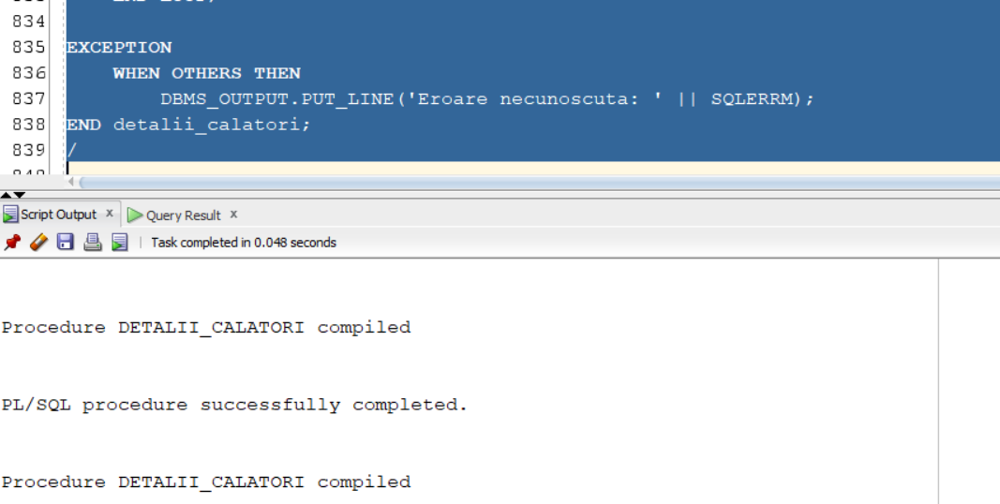 834
835 EXCEPTION
836 WHEN OTHERS THEN
837 DBMS_OUTPUT.PUT_LINE('Eroare necunoscuta: ' || SQLERRM);
838 END detalii_calatori;
839 /
Script Output x Query Result x
Task completed in 0.048 seconds
Procedure DETALII_CALATORI compiled
PL/SQL procedure successfully completed.
Procedure DETALII_CALATORI compiled